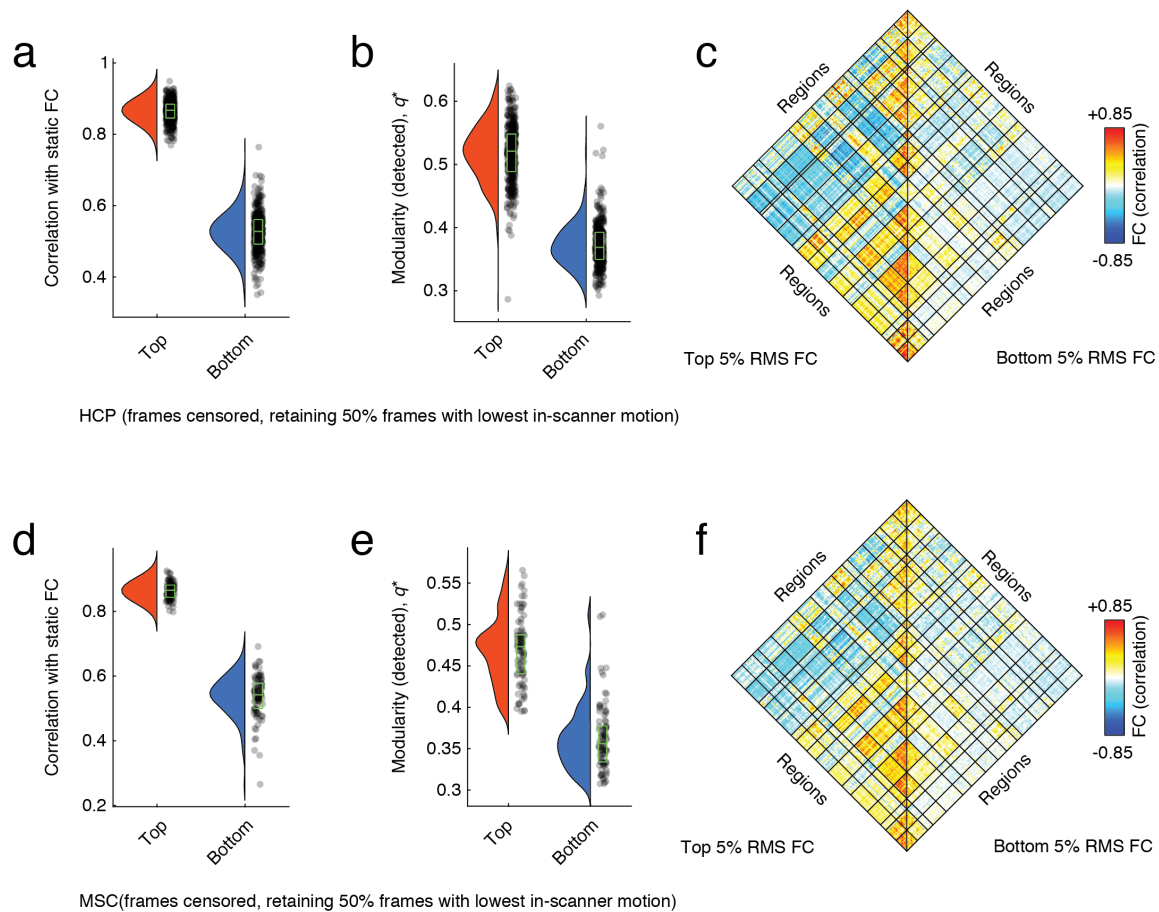 a
Correlation with static FC
1
0.8
0.6
0.4
Top
Bottom
b
Modularity (detected), q*
0.6
0.5
0.4
0.3
Top
Bottom
c
Regions
Regions
Regions
Regions
+0.85
FC (correlation)
-0.85
Top 5% RMS FC
Bottom 5% RMS FC
HCP (frames censored, retaining 50% frames with lowest in-scanner motion)
d
Correlation with static FC
0.8
0.6
0.4
0.2
Top
Bottom
e
Modularity (detected), q*
0.55
0.5
0.45
0.4
0.35
0.3
Top
Bottom
f
Regions
Regions
Regions
Regions
+0.85
FC (correlation)
-0.85
Top 5% RMS FC
Bottom 5% RMS FC
MSC(frames censored, retaining 50% frames with lowest in-scanner motion)